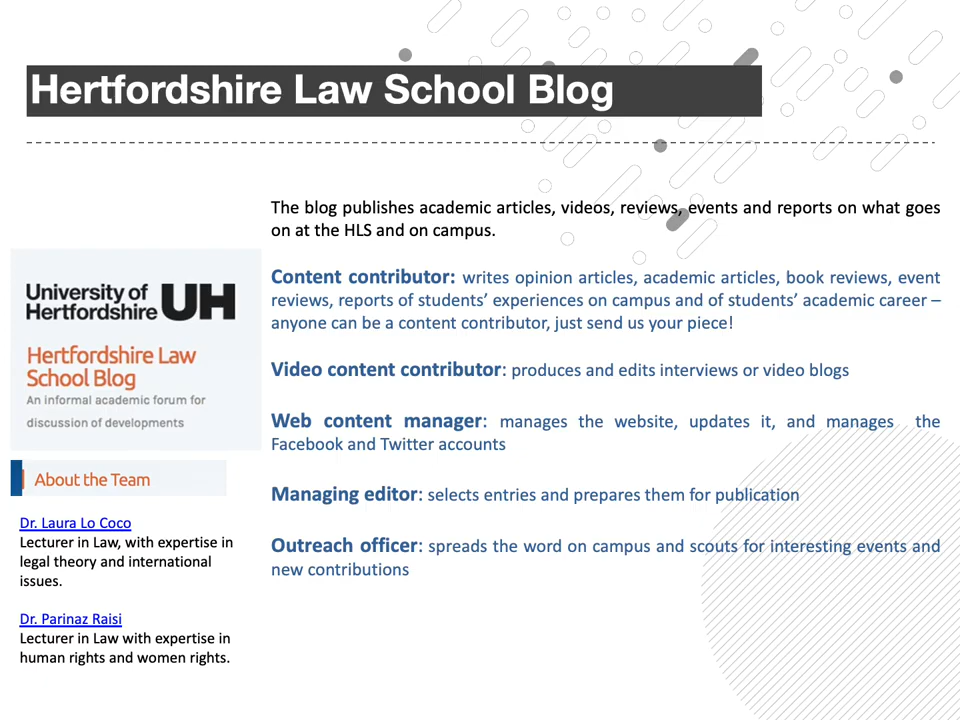 Hertfordshire Law School Blog
The blog publishes academic articles, videos, reviews, events and reports on what goes
on at the HLS and on campus.
Content contributor: writes opinion articles, academic articles, book reviews, event
reviews, reports of students’ experiences on campus and of students’ academic career –
anyone can be a content contributor, just send us your piece!
Video content contributor: produces and edits interviews or video blogs
Web content manager: manages the website, updates it, and manages the
Facebook and Twitter accounts
Managing editor: selects entries and prepares them for publication
Outreach officer: spreads the word on campus and scouts for interesting events and
new contributions
University of
Hertfordshire UH
Hertfordshire Law
School Blog
An informal academic forum for
discussion of developments
About the Team
Dr. Laura Lo Coco
Lecturer in Law, with expertise in
legal theory and international
issues.
Dr. Parinaz Raisi
Lecturer in Law with expertise in
human rights and women rights.